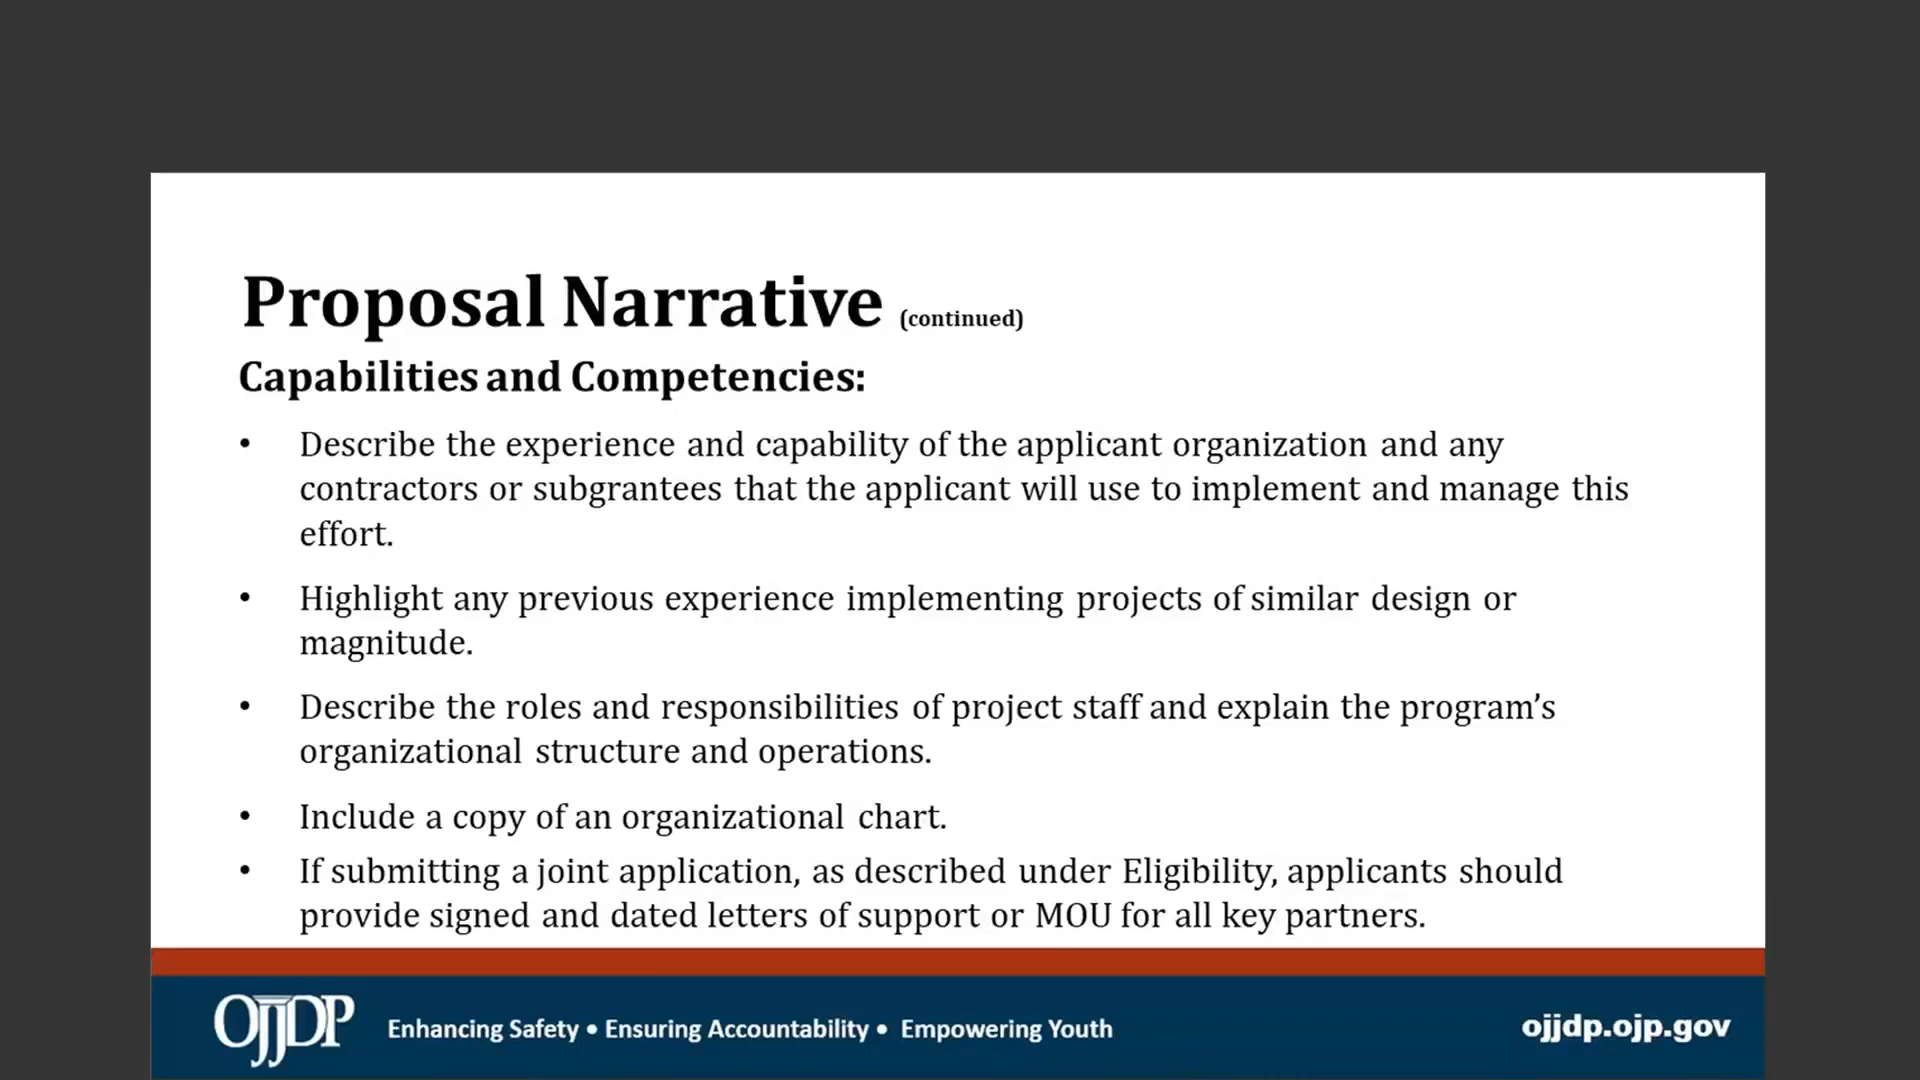 Proposal Narrative (continued)
Capabilities and Competencies:
• Describe the experience and capability of the applicant organization and any
contractors or subgrantees that the applicant will use to implement and manage this
effort.
• Highlight any previous experience implementing projects of similar design or
magnitude.
• Describe the roles and responsibilities of project staff and explain the program’s
organizational structure and operations.
• Include a copy of an organizational chart.
• If submitting a joint application, as described under Eligibility, applicants should
provide signed and dated letters of support or MOU for all key partners.
OJJDP Enhancing Safety • Ensuring Accountability • Empowering Youth ojjdp.ojp.gov